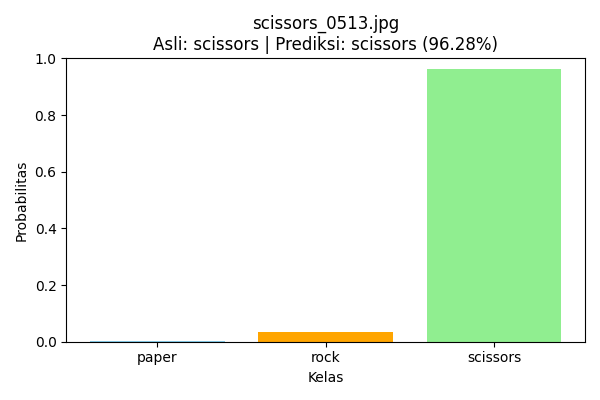 scissors_0513.jpg
Asli: scissors | Prediksi: scissors (96.28%)
1.0
0.8
0.6
0.4
0.2
0.0
Probabilitas
paper rock scissors
Kelas